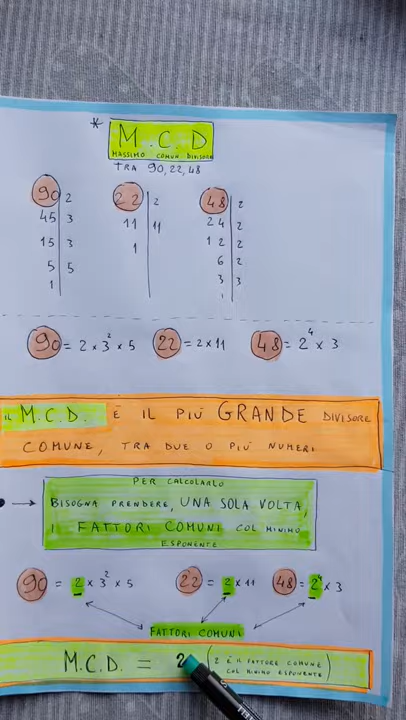 * M.C.D
MASSIMO COMUN DIVISORE
TRA 90, 22, 48
90 | 2
45 | 3
15 | 3
5 | 5
1
22 | 2
11 | 11
1
48 | 2
24 | 2
12 | 2
6 | 2
3 | 3
1
90 = 2 x 3² x 5
22 = 2 x 11
48 = 2⁴ x 3
IL M.C.D. È IL PIÙ GRANDE DIVISORE
COMUNE, TRA DUE O PIÙ NUMERI
PER CALCOLARLO
BISOGNA PRENDERE, UNA SOLA VOLTA,
I FATTORI COMUNI COL MINIMO
ESPONENTE
90 = 2 x 3² x 5
22 = 2 x 11
48 = 2⁴ x 3
FATTORI COMUNI
M.C.D. = 2 (2 È IL FATTORE COMUNE
COL MINIMO ESPONENTE)